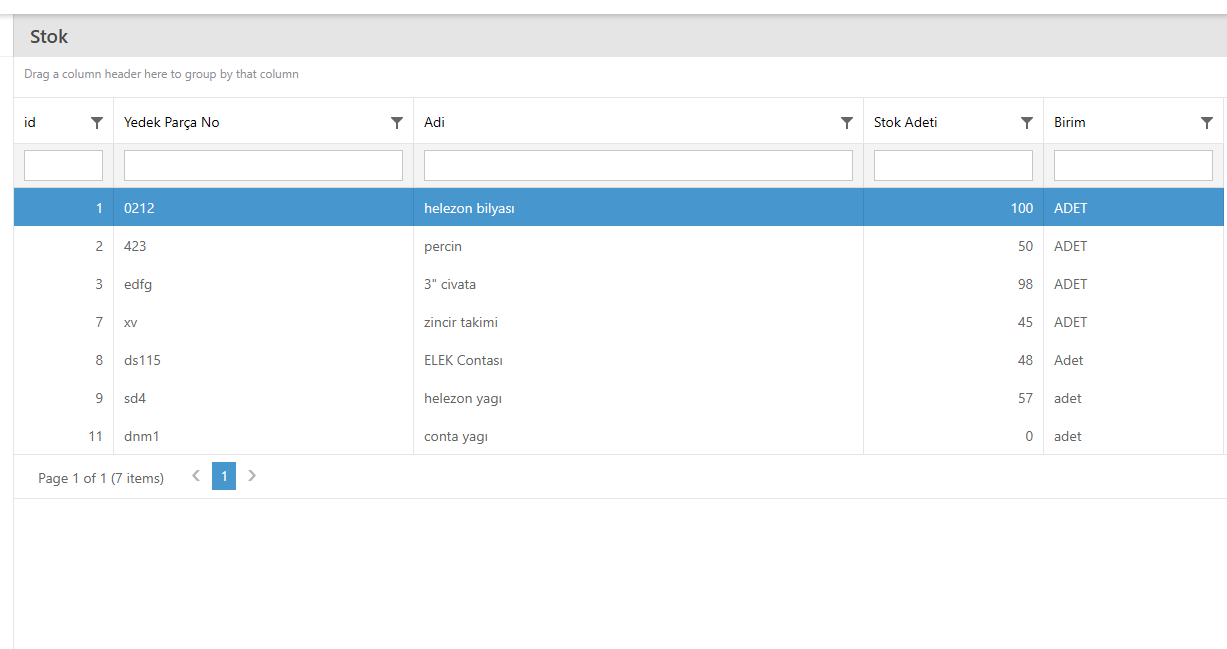 Stok
Drag a column header here to group by that column
id Yedek Parça No Adi Stok Adeti Birim
1 0212 helezon bilyası 100 ADET
2 423 percin 50 ADET
3 edfg 3" civata 98 ADET
7 xv zincir takimi 45 ADET
8 ds115 ELEK Contası 48 Adet
9 sd4 helezon yagı 57 adet
11 dnm1 conta yagı 0 adet
Page 1 of 1 (7 items) 1